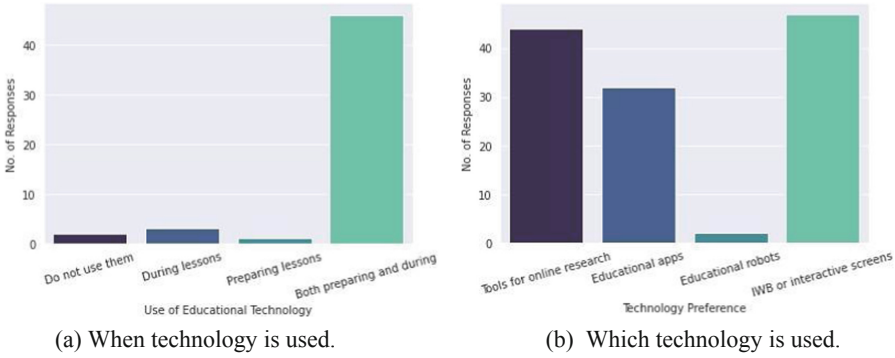 40
30
20
10
0
No. of Responses
Do not use them
During lessons
Preparing lessons
Both preparing and during
Use of Educational Technology
(a) When technology is used.
40
30
20
10
0
No. of Responses
Tools for online research
Educational apps
Educational robots
IWB or interactive screens
Technology Preference
(b) Which technology is used.